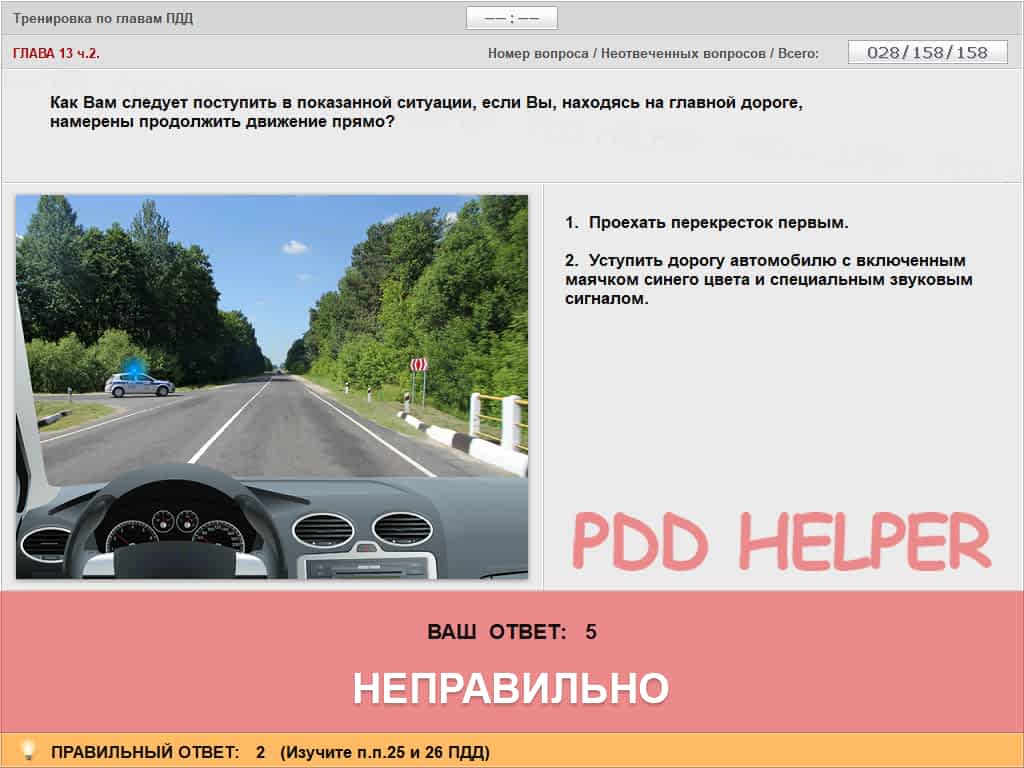 Тренировка по главам ПДД
–– : ––
ГЛАВА 13 ч.2.
Номер вопроса / Неотвеченных вопросов / Всего:
028/158/158
Как Вам следует поступить в показанной ситуации, если Вы, находясь на главной дороге,
намерены продолжить движение прямо?
1. Проехать перекресток первым.
2. Уступить дорогу автомобилю с включенным
маячком синего цвета и специальным звуковым
сигналом.
PDD HELPER
ВАШ ОТВЕТ: 5
НЕПРАВИЛЬНО
ПРАВИЛЬНЫЙ ОТВЕТ: 2 (Изучите п.п.25 и 26 ПДД)